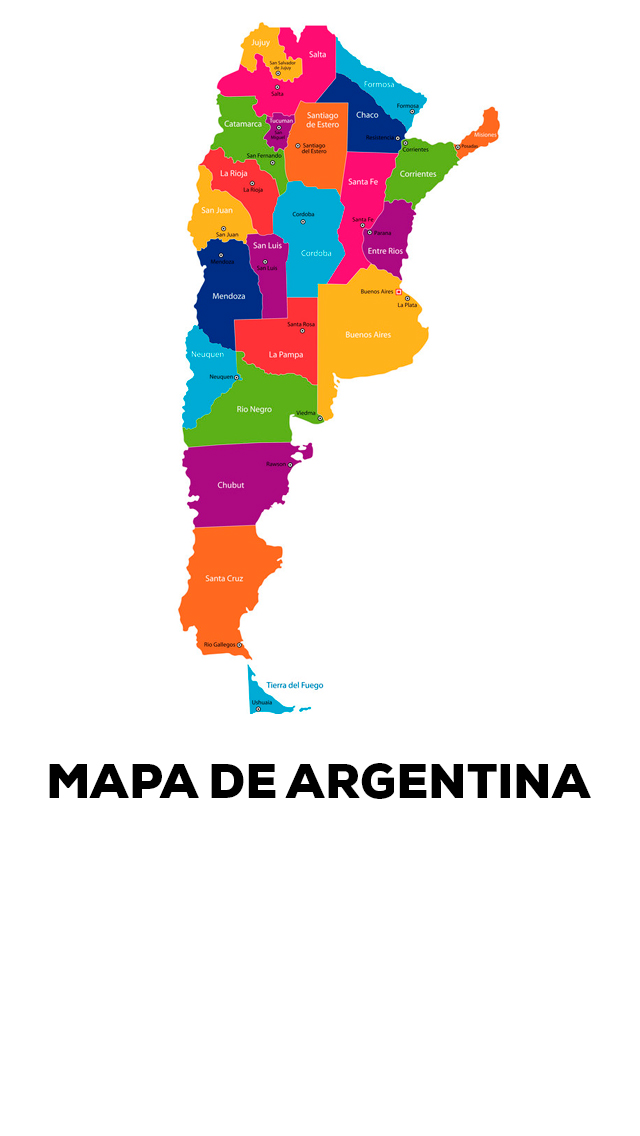 Jujuy
San Salvador
de Jujuy
Salta
Salta
Formosa
Formosa
Chaco
Catamarca
Tucuman
San
Miguel
Santiago
de Estero
Santiago
del Estero
Resistencia
Corrientes
Corrientes
Misiones
Posadas
San Fernando
La Rioja
La Rioja
Santa Fe
Santa Fe
San Juan
San Juan
Cordoba
Cordoba
Parana
Entre Rios
San Luis
San Luis
Mendoza
Mendoza
Buenos Aires
La Plata
Buenos Aires
Santa Rosa
La Pampa
Neuquen
Neuquen
Rio Negro
Viedma
Rawson
Chubut
Santa Cruz
Rio Gallegos
Tierra del Fuego
Ushuaia
MAPA DE ARGENTINA